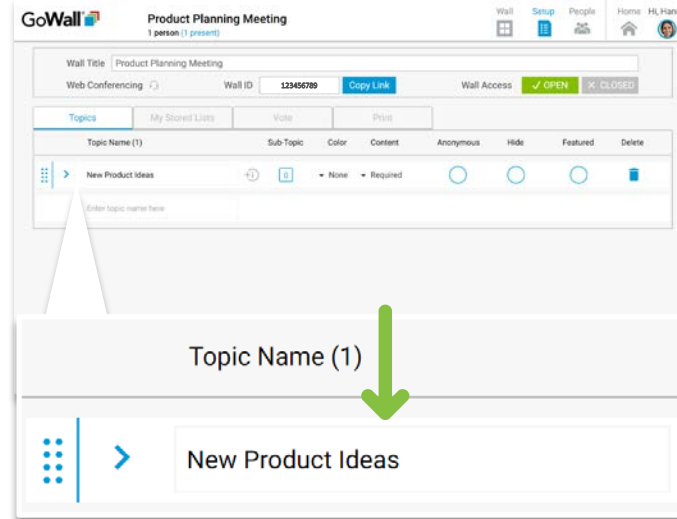 GoWall
Product Planning Meeting
1 person (1 present)
Wall Setup People Home Hi, Han
Wall Title Product Planning Meeting
Web Conferencing Wall ID 123456789 Copy Link Wall Access ✓ OPEN × CLOSED
Topics My Stored Lists Vote Print
Topic Name (1) Sub-Topic Color Content Anonymous Hide Featured Delete
New Product Ideas 0 None Required
Enter topic name here
Topic Name (1)
New Product Ideas